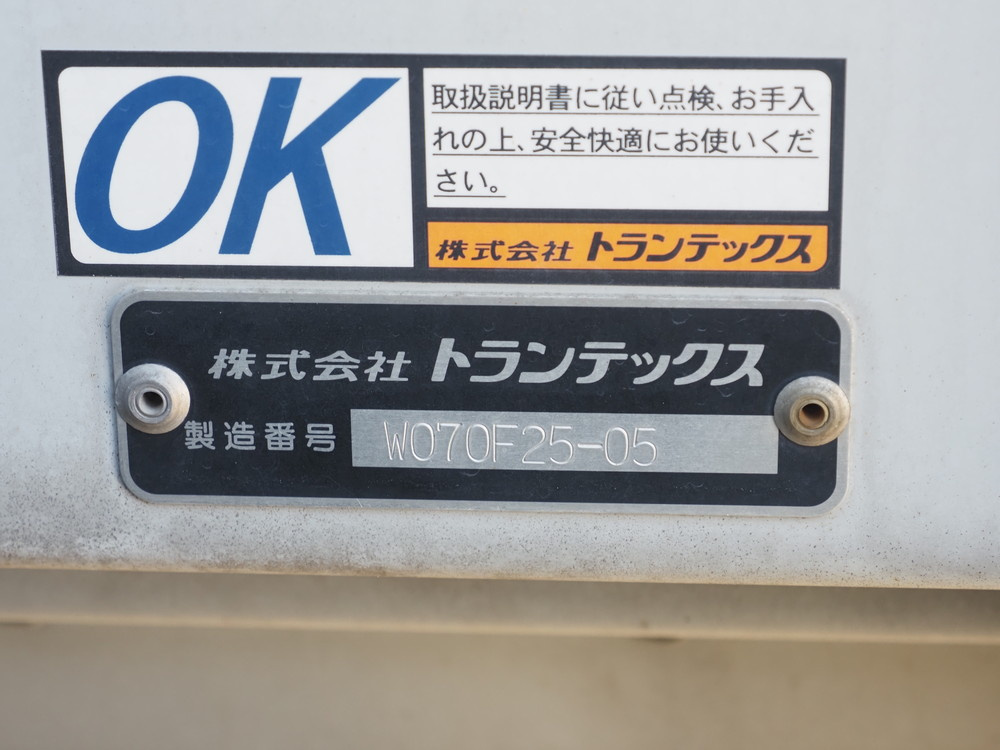 OK
取扱説明書に従い点検、お手入
れの上、安全快適にお使いくだ
さい。
株式会社 トランテックス
株式会社 トランテックス
製造番号 W070F25-05